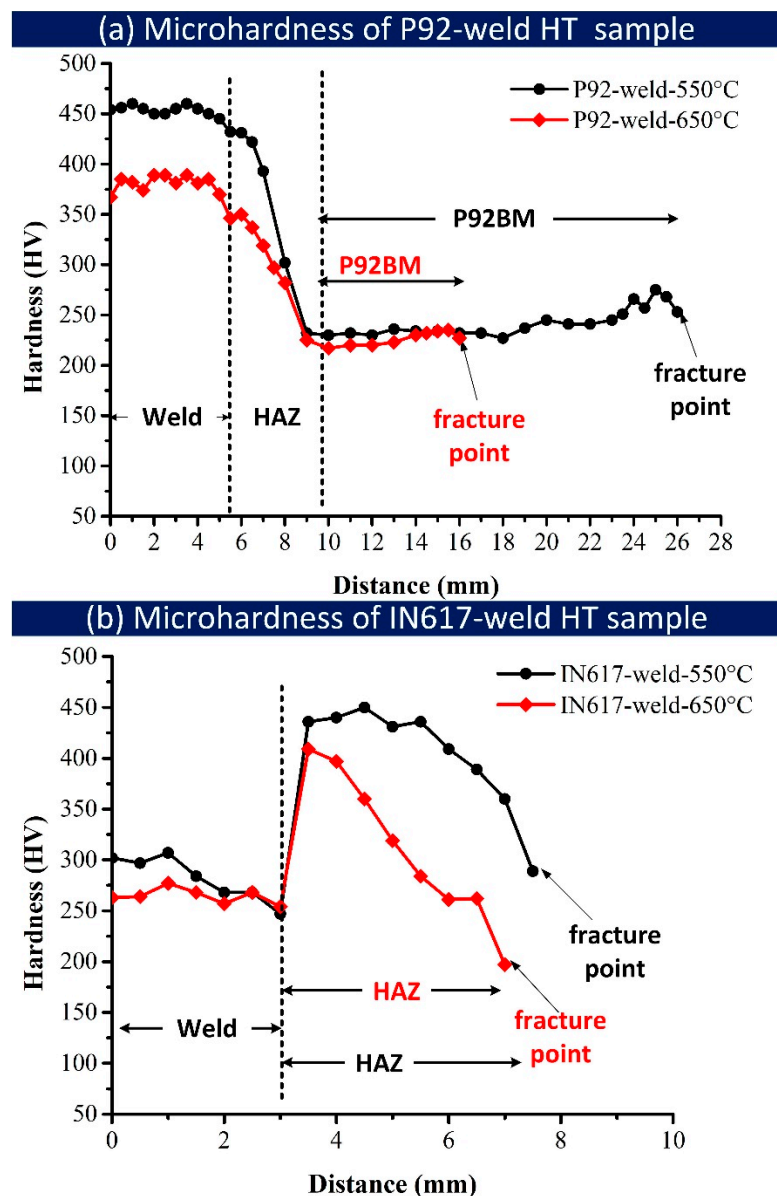 (a) Microhardness of P92-weld HT sample
500
450
400
350
300
250
200
150
100
50
Hardness (HV)
P92-weld-550°C
P92-weld-650°C
P92BM
P92BM
Weld
HAZ
fracture
point
fracture
point
0 2 4 6 8 10 12 14 16 18 20 22 24 26 28
Distance (mm)
(b) Microhardness of IN617-weld HT sample
500
450
400
350
300
250
200
150
100
50
Hardness (HV)
IN617-weld-550°C
IN617-weld-650°C
fracture
point
HAZ
fracture
point
Weld
HAZ
0 2 4 6 8 10
Distance (mm)